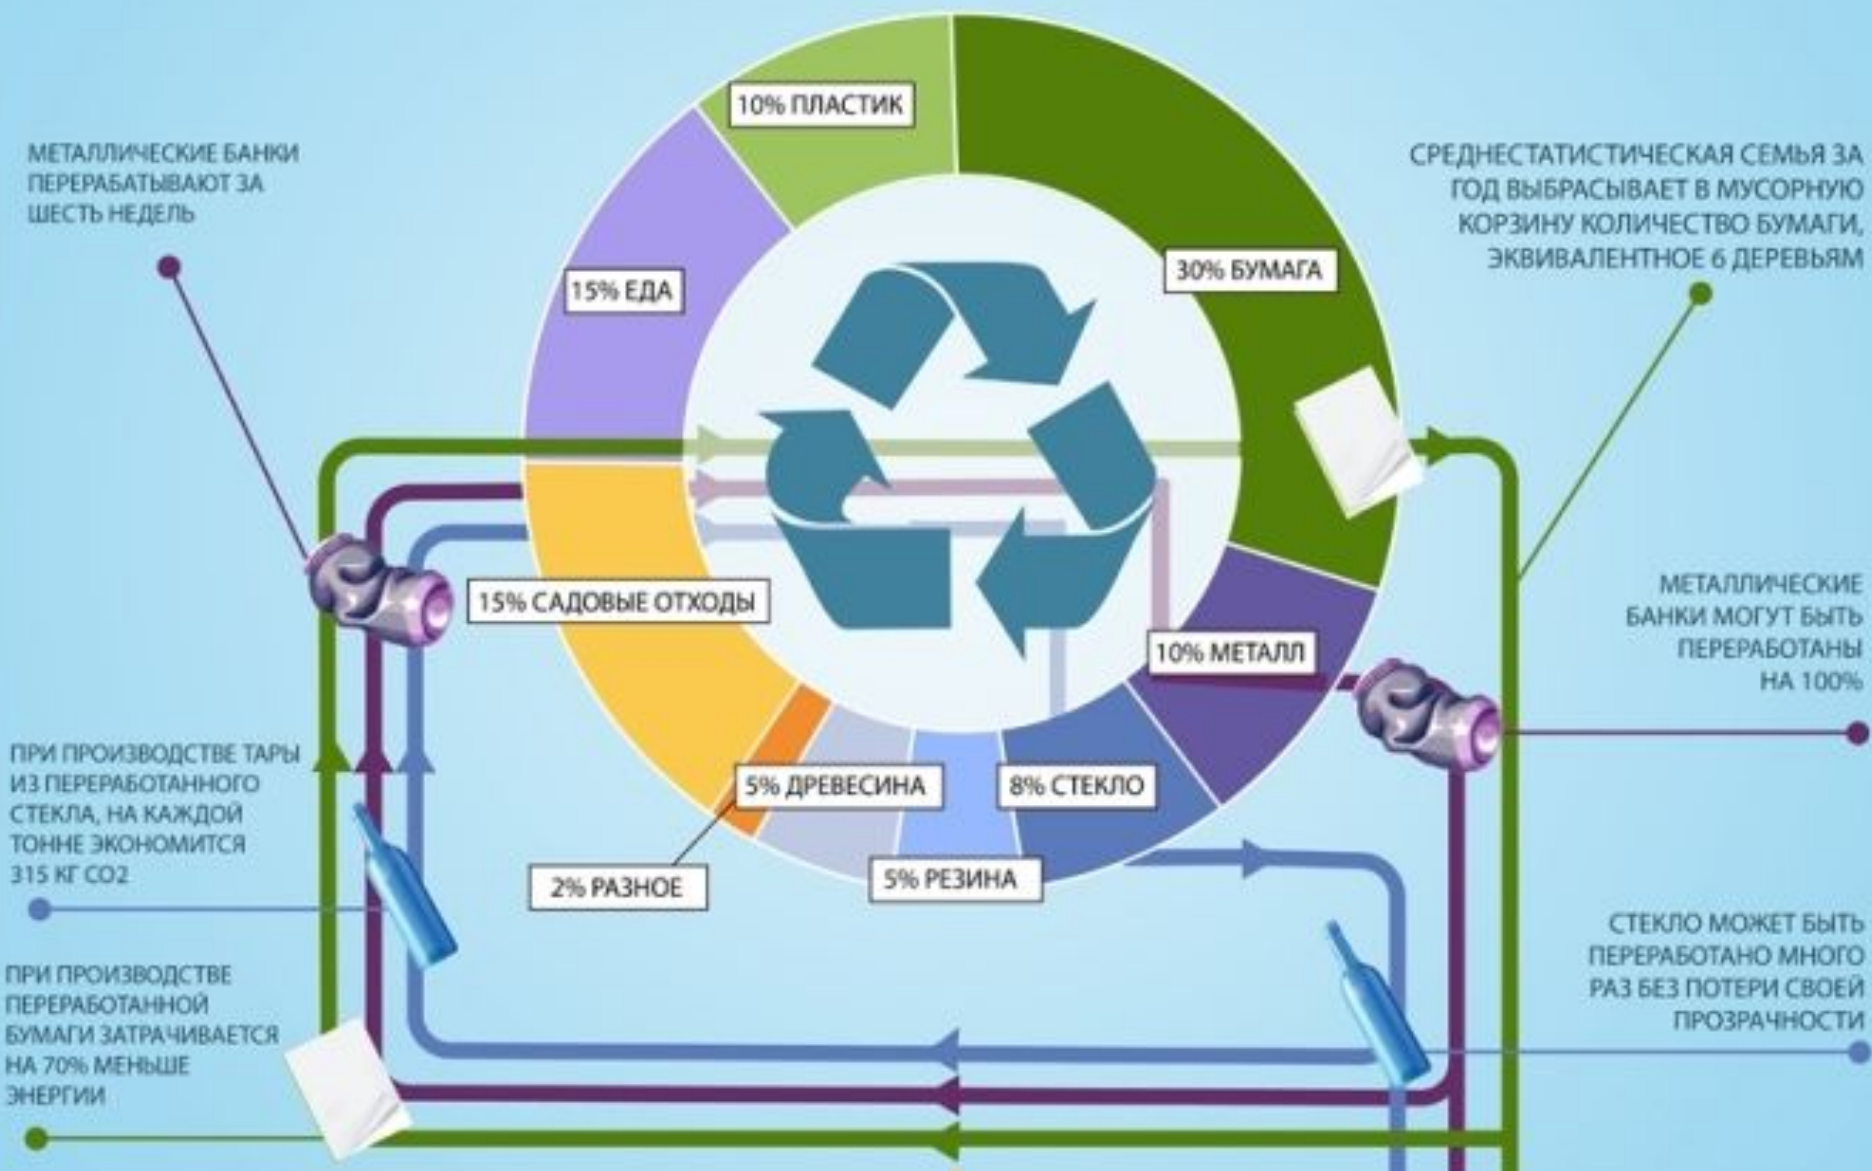 10% ПЛАСТИК
МЕТАЛЛИЧЕСКИЕ БАНКИ
ПЕРЕРАБАТЫВАЮТ ЗА
ШЕСТЬ НЕДЕЛЬ
СРЕДНЕСТАТИСТИЧЕСКАЯ СЕМЬЯ ЗА
ГОД ВЫБРАСЫВАЕТ В МУСОРНУЮ
КОРЗИНУ КОЛИЧЕСТВО БУМАГИ,
ЭКВИВАЛЕНТНОЕ 6 ДЕРЕВЬЯМ
30% БУМАГА
15% ЕДА
15% САДОВЫЕ ОТХОДЫ
МЕТАЛЛИЧЕСКИЕ
БАНКИ МОГУТ БЫТЬ
ПЕРЕРАБОТАНЫ
НА 100%
10% МЕТАЛЛ
ПРИ ПРОИЗВОДСТВЕ ТАРЫ
ИЗ ПЕРЕРАБОТАННОГО
СТЕКЛА, НА КАЖДОЙ
ТОННЕ ЭКОНОМИТСЯ
315 КГ СО2
5% ДРЕВЕСИНА
8% СТЕКЛО
2% РАЗНОЕ
5% РЕЗИНА
СТЕКЛО МОЖЕТ БЫТЬ
ПЕРЕРАБОТАНО МНОГО
РАЗ БЕЗ ПОТЕРИ СВОЕЙ
ПРОЗРАЧНОСТИ
ПРИ ПРОИЗВОДСТВЕ
ПЕРЕРАБОТАННОЙ
БУМАГИ ЗАТРАЧИВАЕТСЯ
НА 70% МЕНЬШЕ
ЭНЕРГИИ